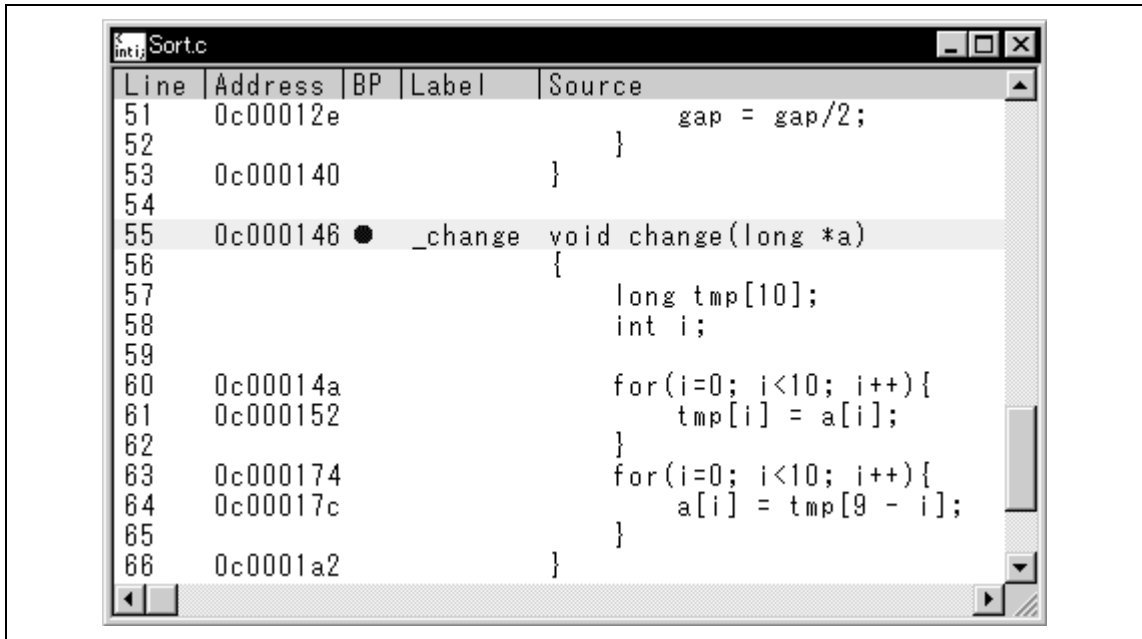 Sort.c
Line |Address |BP |Label |Source
51 0c00012e gap = gap/2;
52 }
53 0c000140 }
54
55 0c000146 ● _change void change(long *a)
56 {
57 long tmp[10];
58 int i;
59
60 0c00014a for(i=0; i<10; i++){
61 0c000152 tmp[i] = a[i];
62 }
63 0c000174 for(i=0; i<10; i++){
64 0c00017c a[i] = tmp[9 - i];
65 }
66 0c0001a2 }